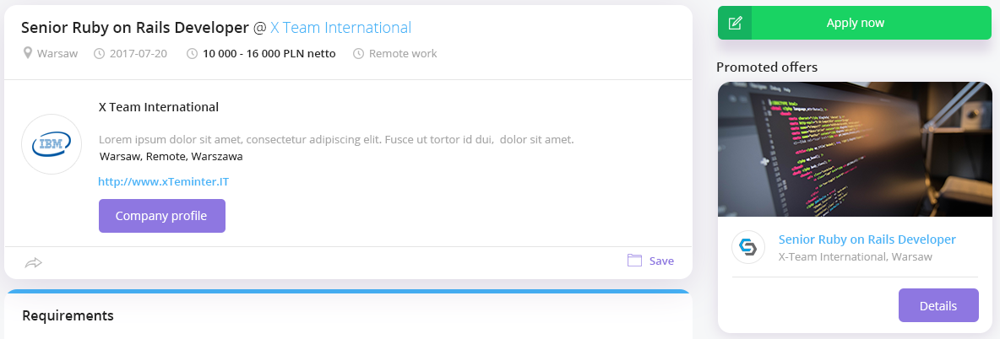 Senior Ruby on Rails Developer @ X Team International
Warsaw 2017-07-20 10 000 - 16 000 PLN netto Remote work
X Team International
IBM
Lorem ipsum dolor sit amet, consectetur adipiscing elit. Fusce ut tortor id dui, dolor sit amet.
Warsaw, Remote, Warszawa
http://www.xTeminter.IT
Company profile
Save
Requirements
Apply now
Promoted offers
Senior Ruby on Rails Developer
X-Team International, Warsaw
Details